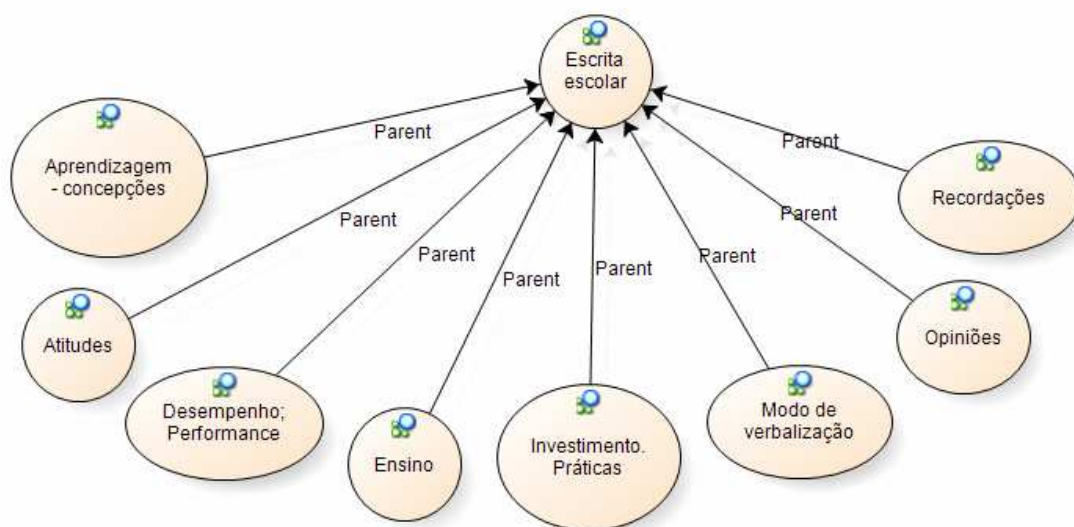 Escrita
escolar
Parent
Aprendizagem
- concepções
Parent
Recordações
Parent
Parent
Parent
Parent
Parent
Parent
Atitudes
Opiniões
Desempenho;
Performance
Modo de
verbalização
Ensino
Investimento.
Práticas